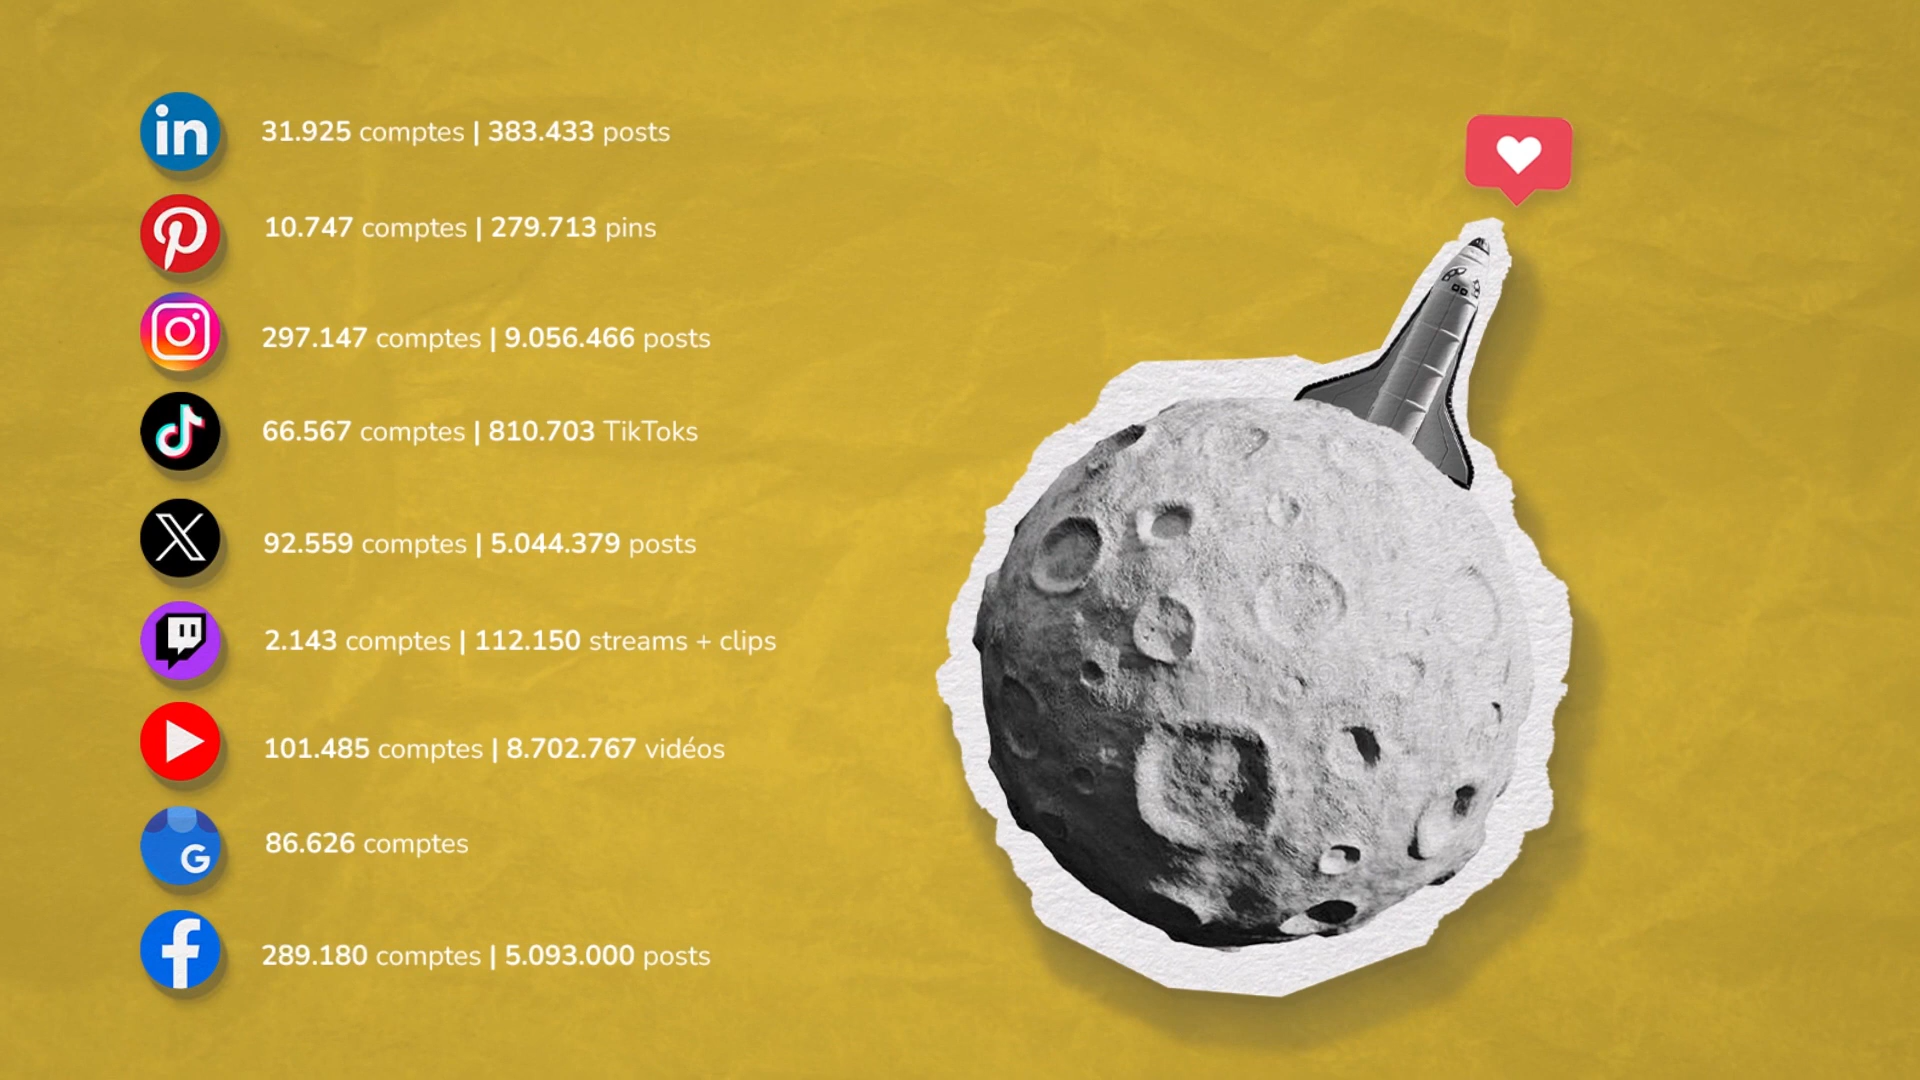 in
31.925 comptes | 383.433 posts
10.747 comptes | 279.713 pins
297.147 comptes | 9.056.466 posts
66.567 comptes | 810.703 TikToks
92.559 comptes | 5.044.379 posts
2.143 comptes | 112.150 streams + clips
101.485 comptes | 8.702.767 vidéos
G
86.626 comptes
f
289.180 comptes | 5.093.000 posts